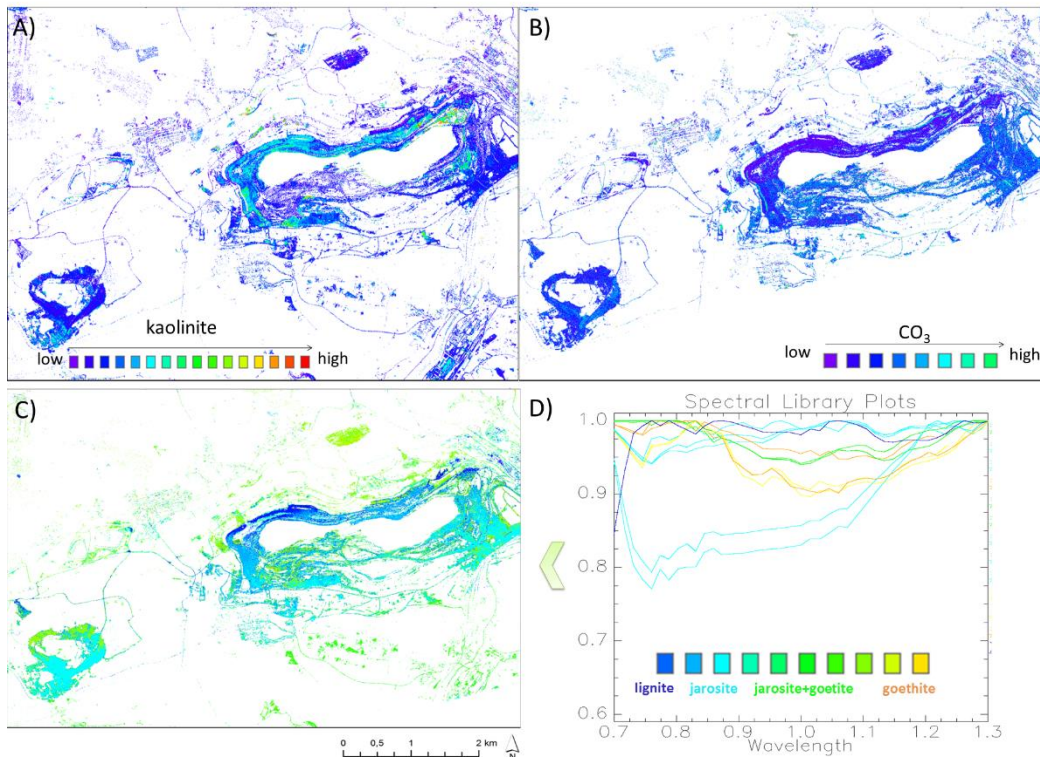 A)
kaolinite
low high
B)
CO3
low high
C)
0 0,5 1 2 km
N
D)
Spectral Library Plots
1.0
0.9
0.8
0.7
0.6
lignite jarosite jarosite+goetite goethite
0.7 0.8 0.9 1.0 1.1 1.2 1.3
Wavelength